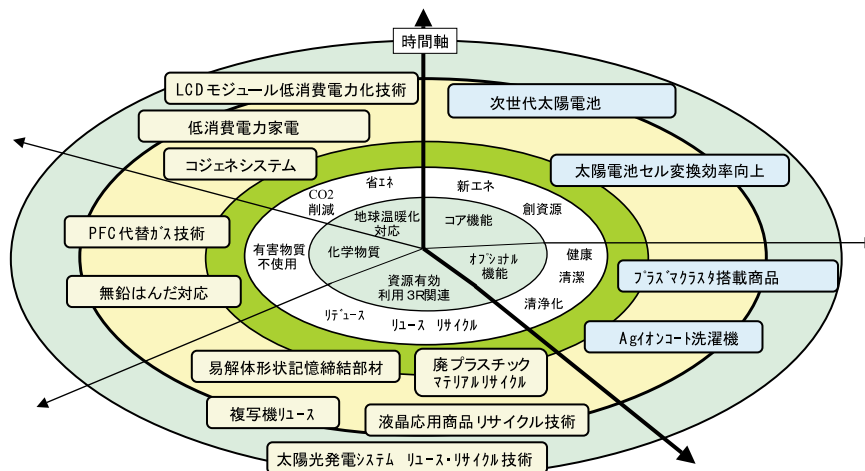 時間軸
LCDモジュール低消費電力化技術
次世代太陽電池
低消費電力家電
コジェネシステム
太陽電池セル変換効率向上
省エネ
新エネ
CO2
削減
創資源
地球温暖化
対応
コア機能
PFC代替ガス技術
有害物質
不使用
化学物質
オプショナル
機能
健康
清潔
清浄化
無鉛はんだ対応
資源有効
利用3R関連
プラズマクラスタ搭載商品
リデュース
リユース リサイクル
Agイオンコート洗濯機
易解体形状記憶締結部材
廃プラスチック
マテリアルリサイクル
複写機リユース
液晶応用商品リサイクル技術
太陽光発電システム リユース・リサイクル技術